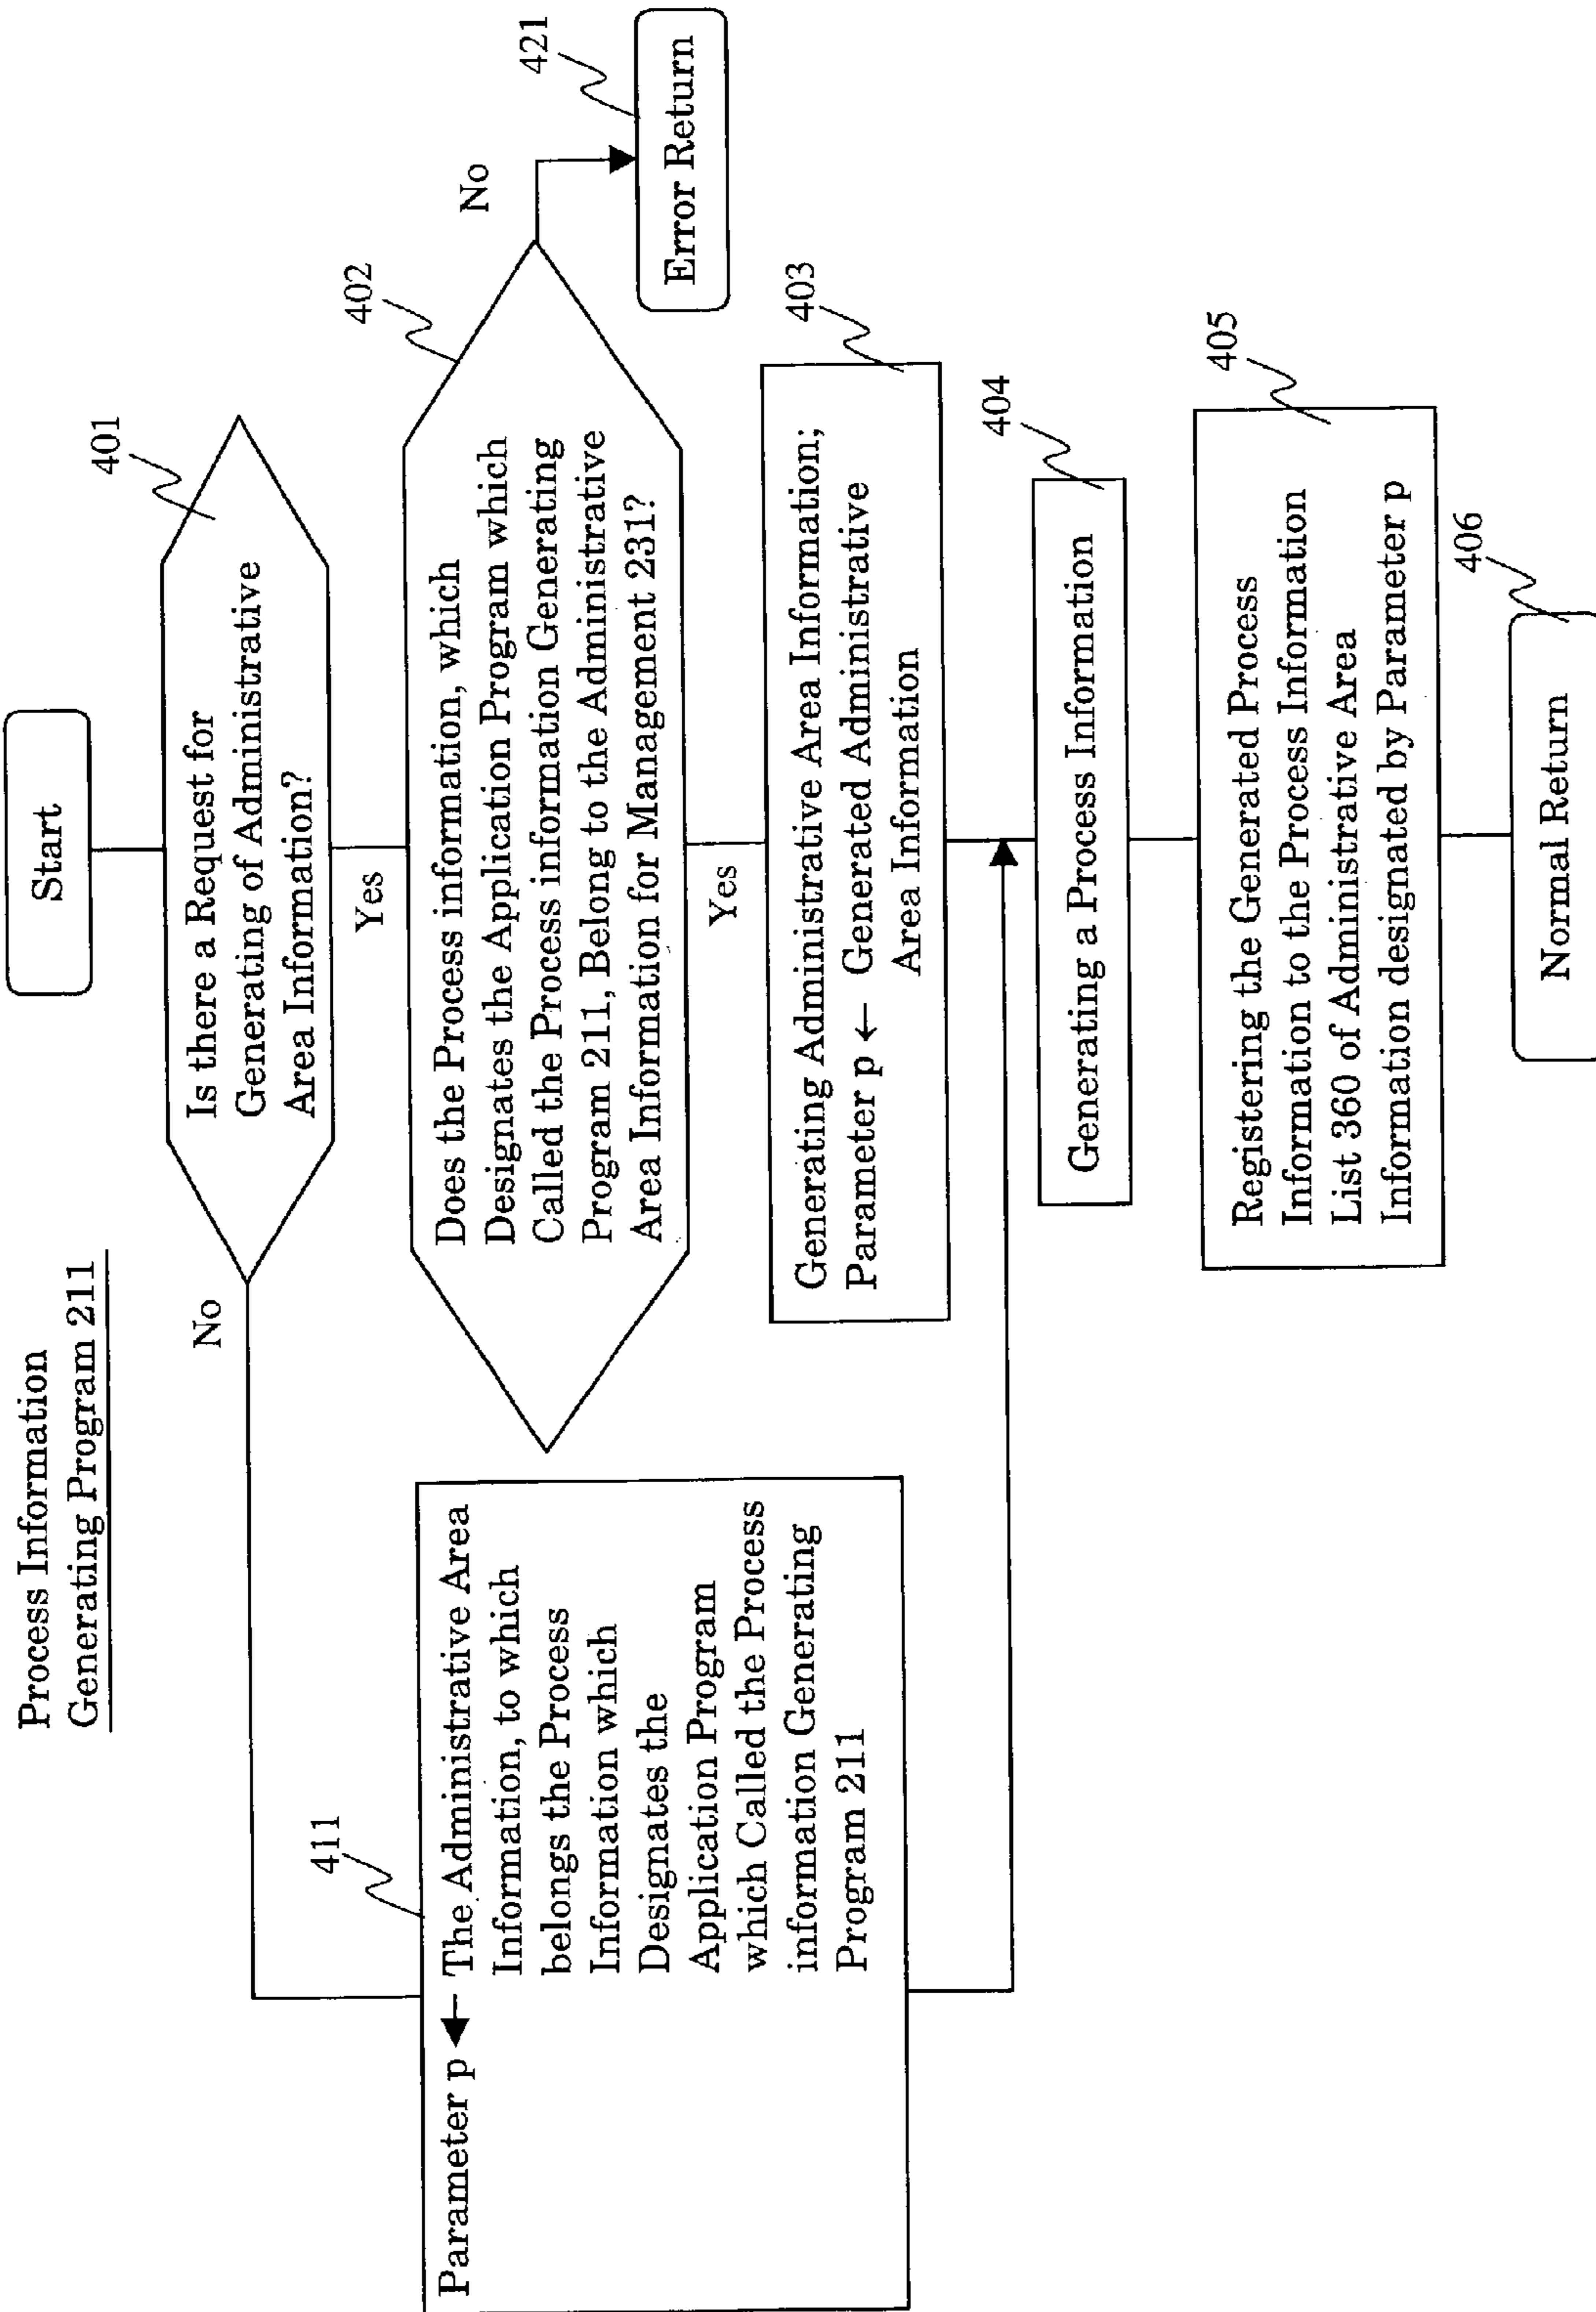 Process Information
Generating Program 211
Start
401
Is there a Request for
Generating of Administrative
Area Information?
No
Yes
402
Does the Process information, which
Designates the Application Program which
Called the Process information Generating
Program 211, Belong to the Administrative
Area Information for Management 231?
No
421
Error Return
Yes
411
Parameter p ← The Administrative Area
Information, to which
belongs the Process
Information which
Designates the
Application Program
which Called the Process
information Generating
Program 211
403
Generating Administrative Area Information;
Parameter p ← Generated Administrative
Area Information
404
Generating a Process Information
405
Registering the Generated Process
Information to the Process Information
List 360 of Administrative Area
Information designated by Parameter p
406
Normal Return